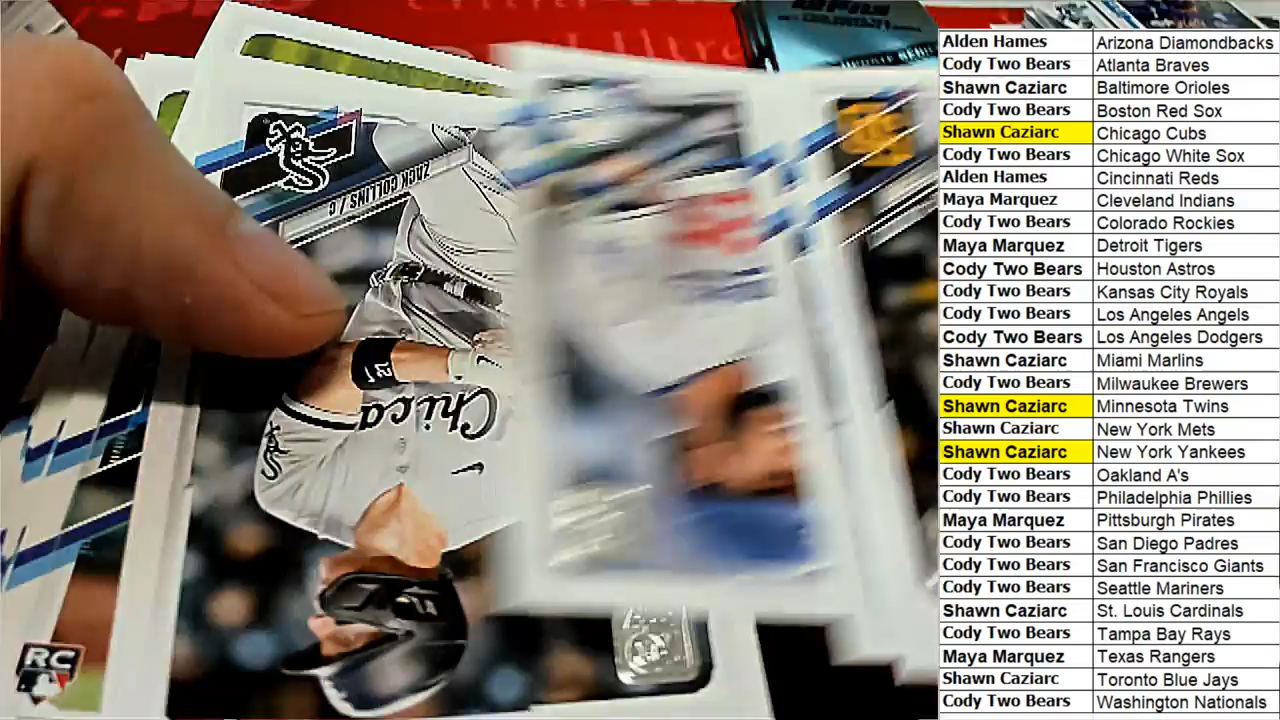 Alden Hames Arizona Diamondbacks
Cody Two Bears Atlanta Braves
Shawn Caziarc Baltimore Orioles
Cody Two Bears Boston Red Sox
Shawn Caziarc Chicago Cubs
Cody Two Bears Chicago White Sox
Alden Hames Cincinnati Reds
Maya Marquez Cleveland Indians
Cody Two Bears Colorado Rockies
Maya Marquez Detroit Tigers
Cody Two Bears Houston Astros
Cody Two Bears Kansas City Royals
Cody Two Bears Los Angeles Angels
Cody Two Bears Los Angeles Dodgers
Shawn Caziarc Miami Marlins
Cody Two Bears Milwaukee Brewers
Shawn Caziarc Minnesota Twins
Shawn Caziarc New York Mets
Shawn Caziarc New York Yankees
Cody Two Bears Oakland A's
Cody Two Bears Philadelphia Phillies
Maya Marquez Pittsburgh Pirates
Cody Two Bears San Diego Padres
Cody Two Bears San Francisco Giants
Cody Two Bears Seattle Mariners
Shawn Caziarc St. Louis Cardinals
Cody Two Bears Tampa Bay Rays
Maya Marquez Texas Rangers
Shawn Caziarc Toronto Blue Jays
Cody Two Bears Washington Nationals
ZACK COLLINS / C
Sox
Chica
RC